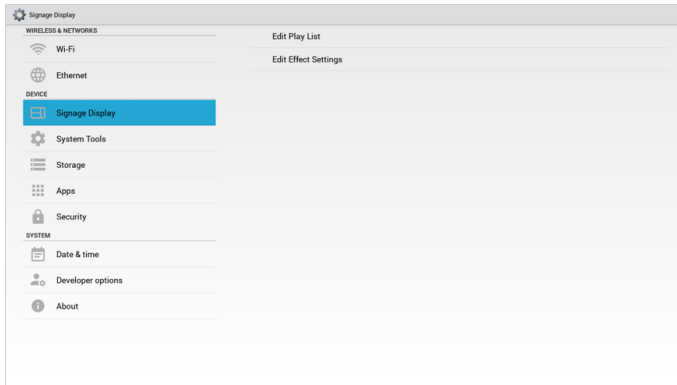 Signage Display
WIRELESS & NETWORKS
Wi-Fi
Ethernet
DEVICE
Signage Display
System Tools
Storage
Apps
Security
SYSTEM
Date & time
Developer options
About
Edit Play List
Edit Effect Settings